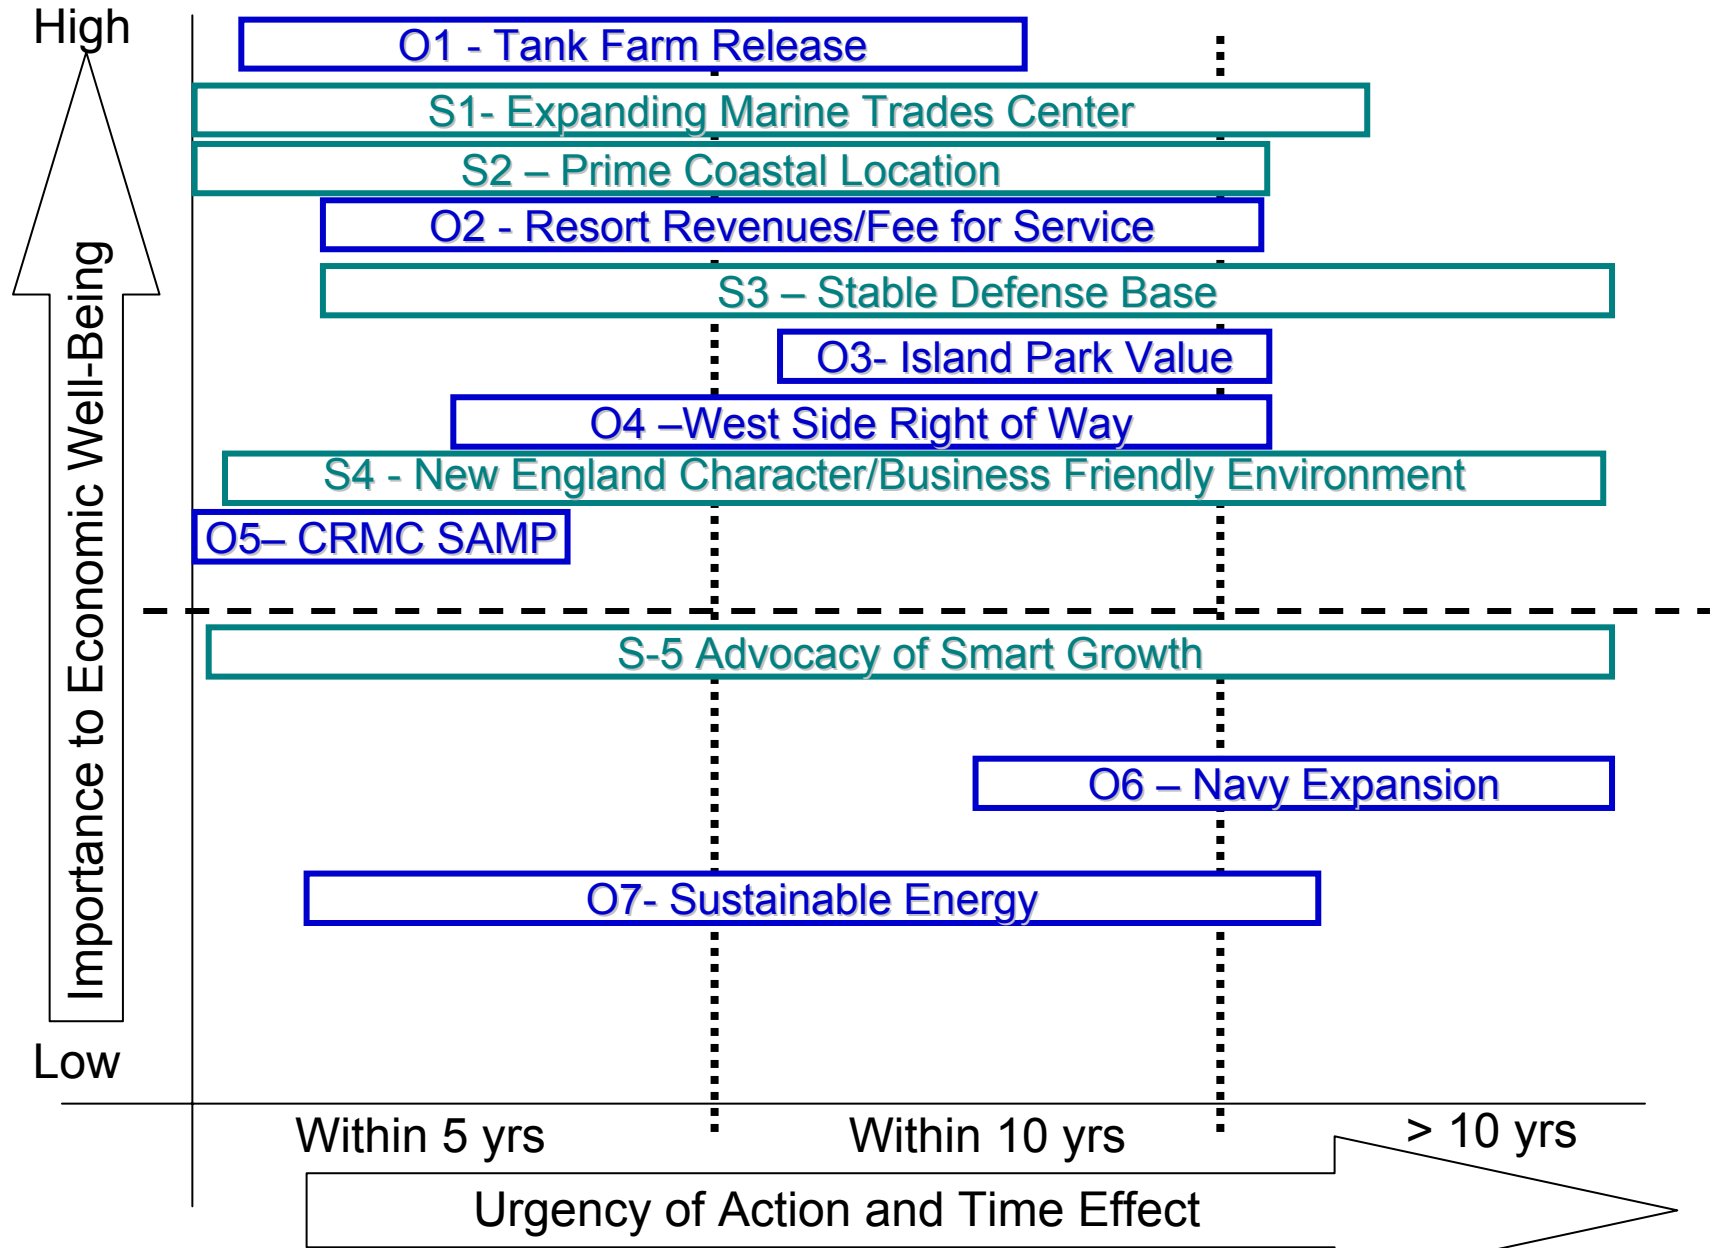 High
O1 - Tank Farm Release
S1- Expanding Marine Trades Center
S2 – Prime Coastal Location
O2 - Resort Revenues/Fee for Service
S3 – Stable Defense Base
O3- Island Park Value
O4 –West Side Right of Way
S4 - New England Character/Business Friendly Environment
O5– CRMC SAMP
Importance to Economic Well-Being
S-5 Advocacy of Smart Growth
O6 – Navy Expansion
O7- Sustainable Energy
Low
Within 5 yrs
Within 10 yrs
> 10 yrs
Urgency of Action and Time Effect